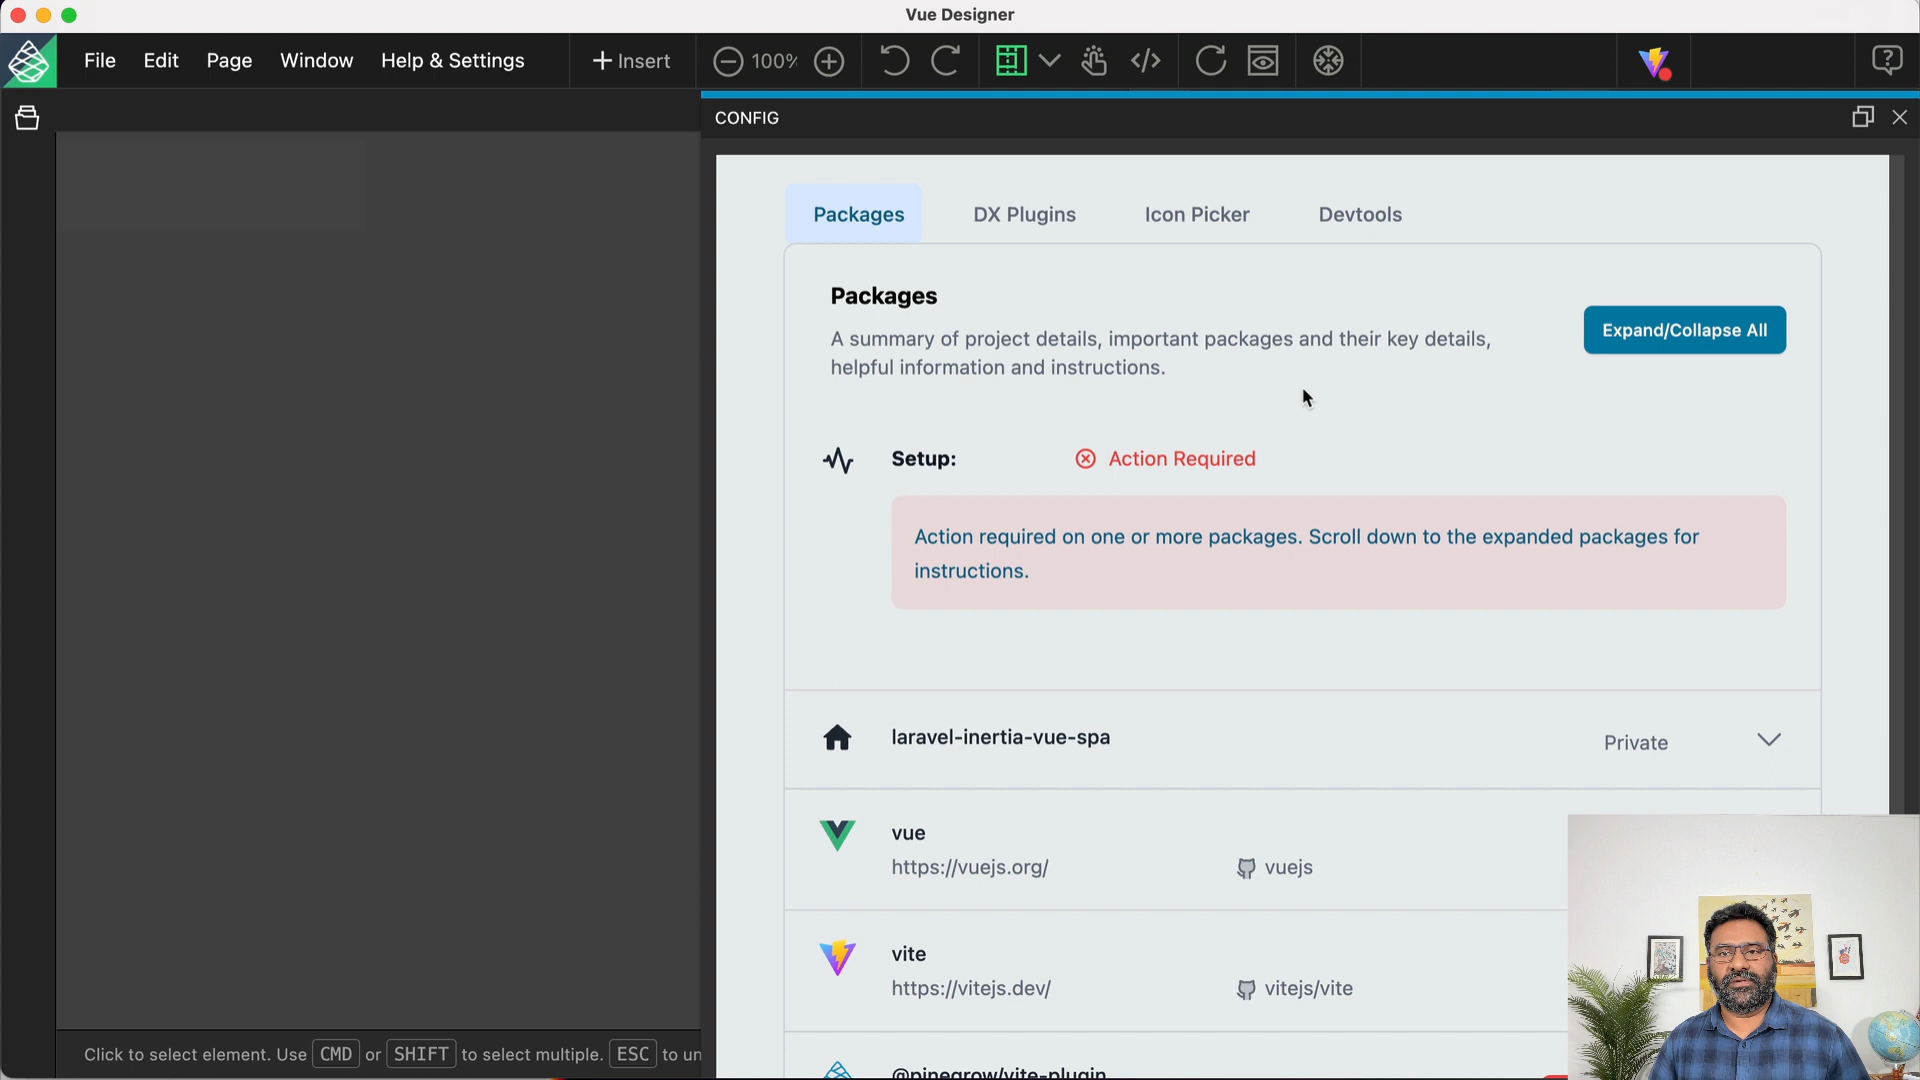 Vue Designer
File Edit Page Window Help & Settings Insert 100%
CONFIG
Packages DX Plugins Icon Picker Devtools
Packages
A summary of project details, important packages and their key details,
helpful information and instructions.
Expand/Collapse All
Setup: Action Required
Action required on one or more packages. Scroll down to the expanded packages for
instructions.
laravel-inertia-vue-spa Private
vue
https://vuejs.org/ vuejs
vite
https://vitejs.dev/ vitejs/vite
@pinegrow/vite-plugin
Click to select element. Use CMD or SHIFT to select multiple. ESC to un